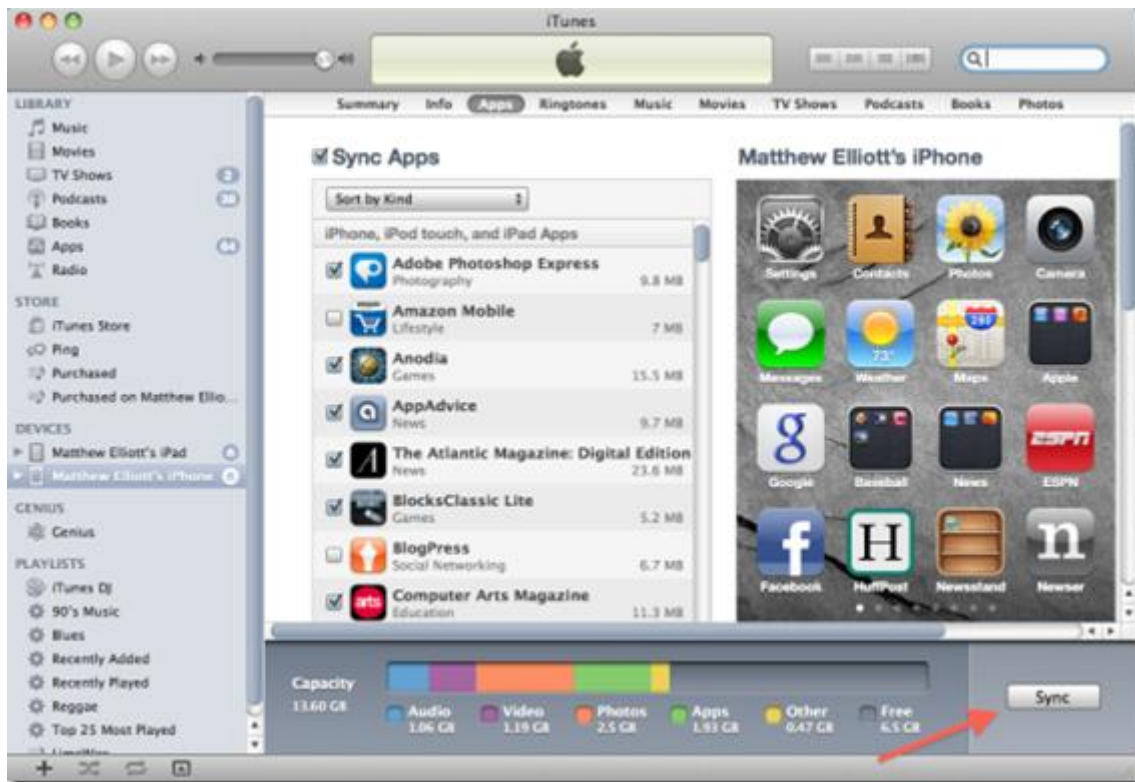 iTunes
LIBRARY
Music
Movies
TV Shows
Podcasts
Books
Apps
Radio
STORE
iTunes Store
Ping
Purchased
Purchased on Matthew Ellio...
DEVICES
Matthew Elliott's iPad
Matthew Elliott's iPhone
GENIUS
Genius
PLAYLISTS
iTunes DJ
90's Music
Blues
Recently Added
Recently Played
Reggae
Top 25 Most Played
Summary Info Apps Ringtones Music Movies TV Shows Podcasts Books Photos
Sync Apps
Sort by Kind
iPhone, iPod touch, and iPad Apps
Adobe Photoshop Express
Photography 9.8 MB
Amazon Mobile
Lifestyle 7 MB
Anodia
Games 15.5 MB
AppAdvice
News 9.7 MB
The Atlantic Magazine: Digital Edition
News 23.6 MB
BlocksClassic Lite
Games 5.2 MB
BlogPress
Social Networking 6.7 MB
arts
Computer Arts Magazine
Education 11.3 MB
Matthew Elliott's iPhone
Settings Contacts Photos Camera
73°
280
Messages Weather Maps Apple
g
ESPN
Google Baseball News ESPN
f H n
Facebook HuffPost Newsstand Newser
Capacity
13.60 GB
Audio
1.06 GB
Video
1.19 GB
Photos
2.5 GB
Apps
1.93 GB
Other
0.47 GB
Free
6.5 GB
Sync